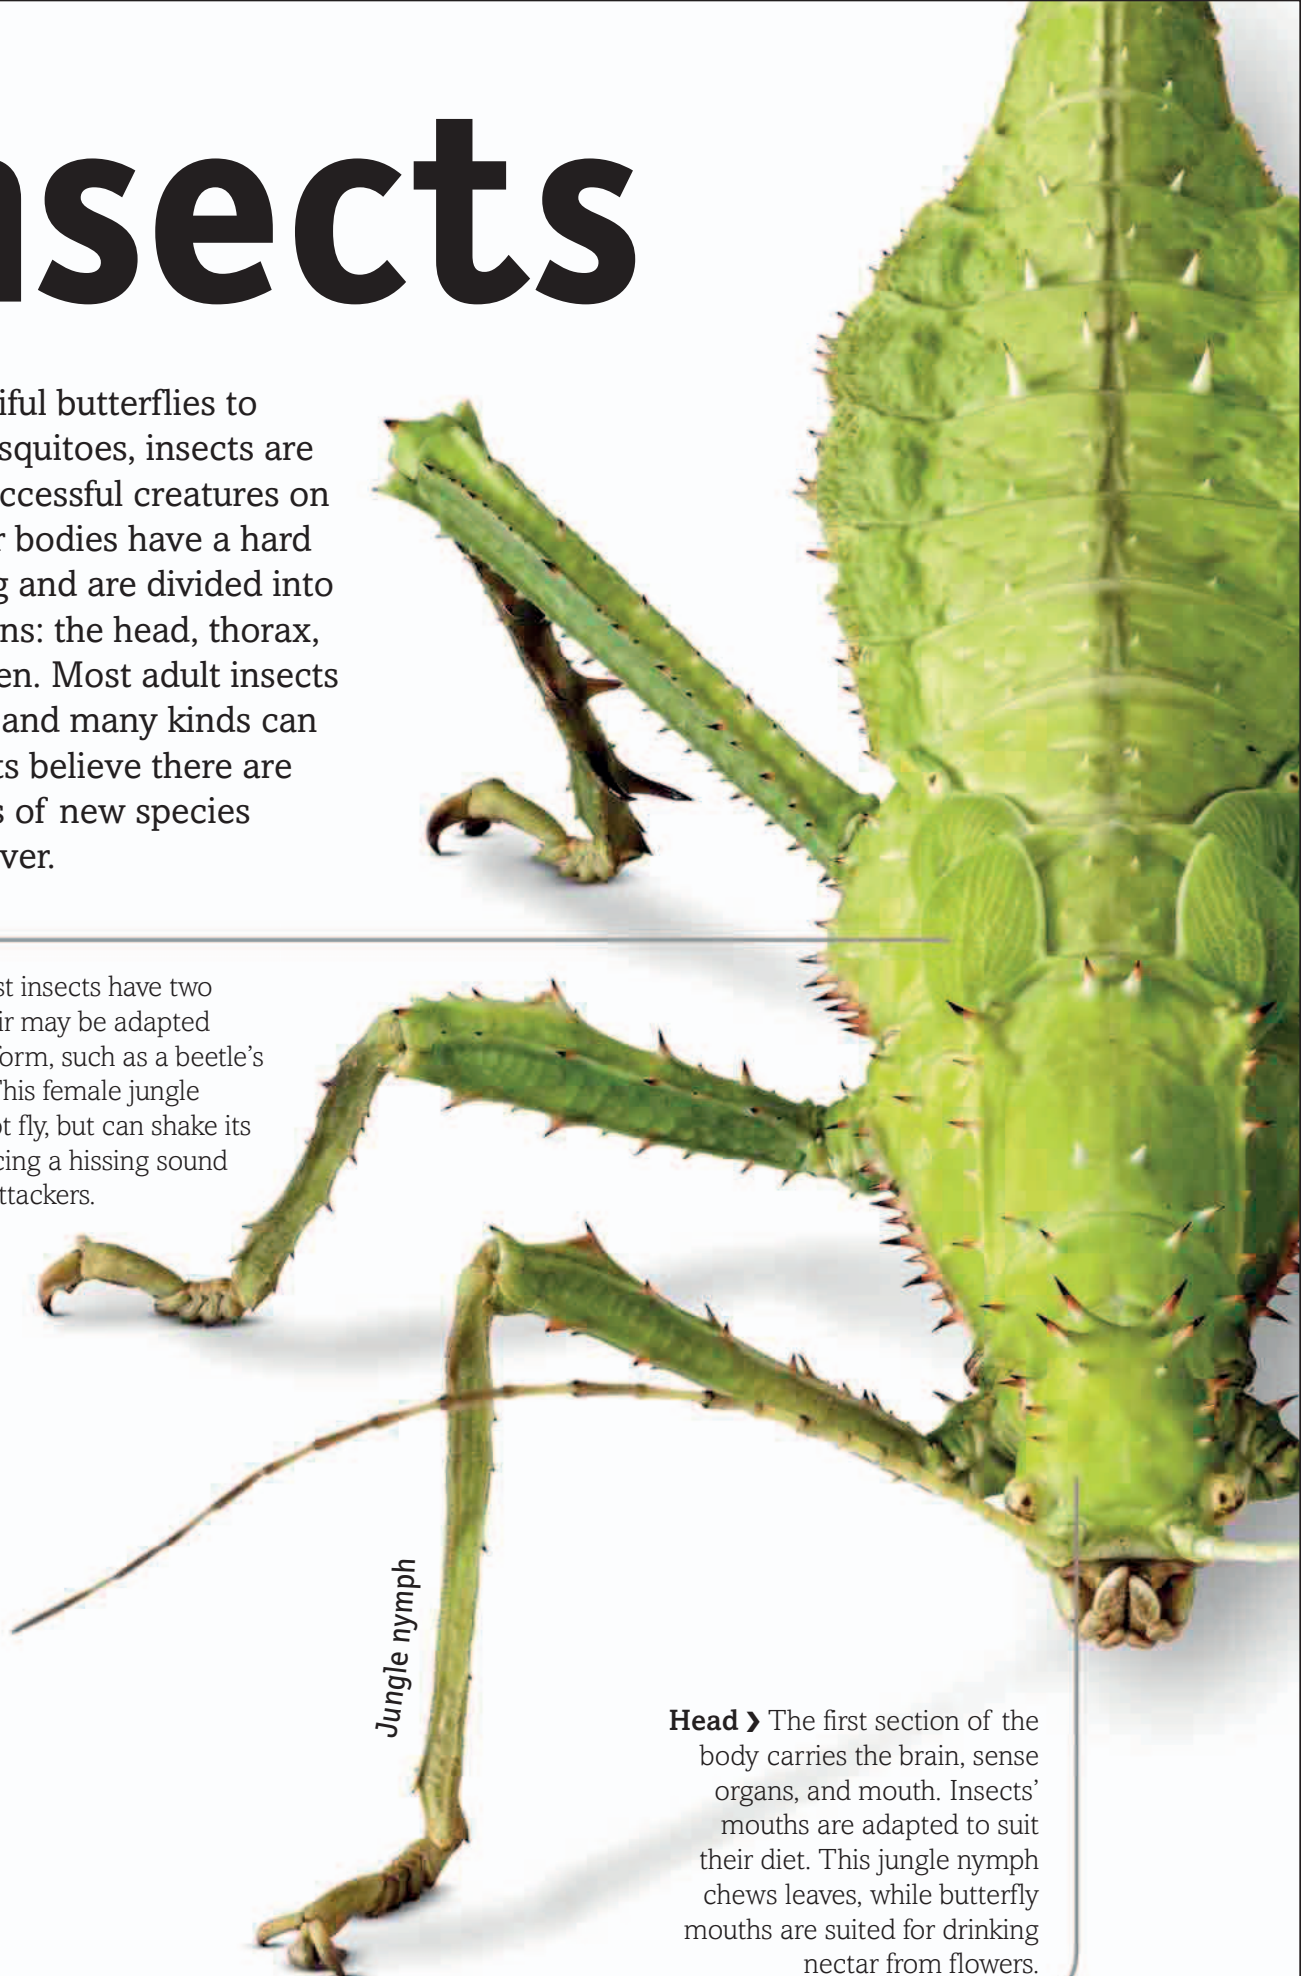 nsects
iful butterflies to
squitoes, insects are
ccessful creatures on
r bodies have a hard
g and are divided into
ns: the head, thorax,
en. Most adult insects
and many kinds can
ts believe there are
s of new species
ver.
st insects have two
ir may be adapted
form, such as a beetle’s
This female jungle
ot fly, but can shake its
cing a hissing sound
ttackers.
Jungle nymph
Head ❯ The first section of the
body carries the brain, sense
organs, and mouth. Insects’
mouths are adapted to suit
their diet. This jungle nymph
chews leaves, while butterfly
mouths are suited for drinking
nectar from flowers.